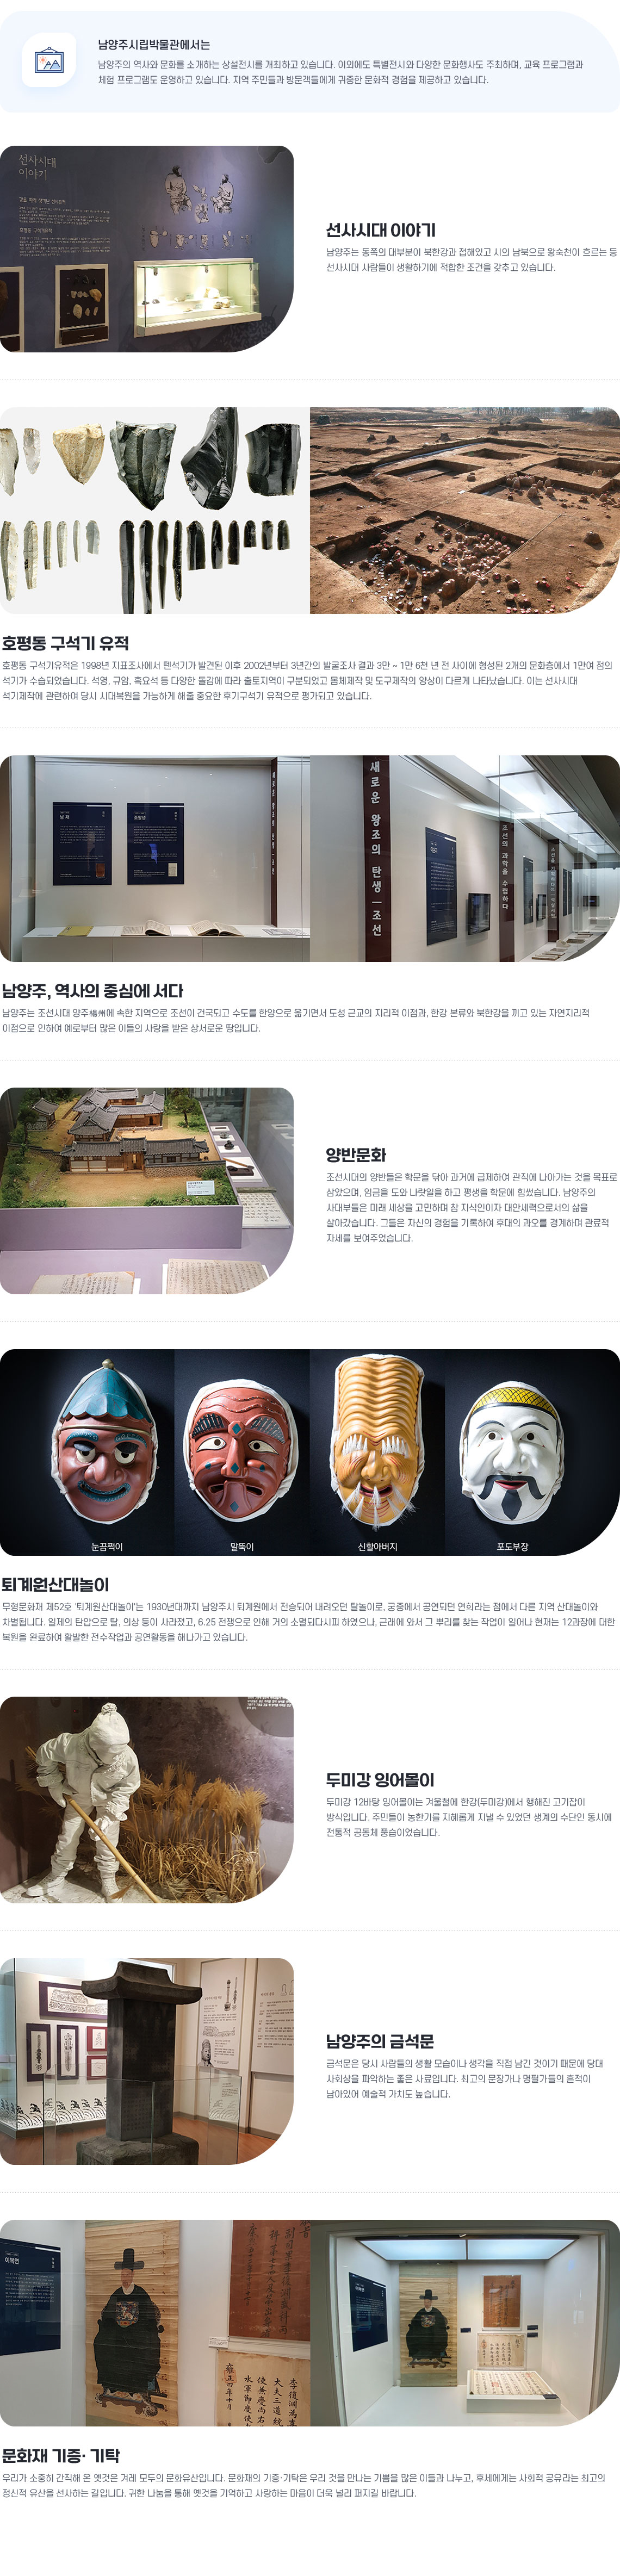 남양주시립박물관에서는
남양주의 역사와 문화를 소개하는 상설전시를 개최하고 있습니다. 이외에도 특별전시와 다양한 문화행사도 주최하며, 교육 프로그램과
체험 프로그램도 운영하고 있습니다. 지역 주민들과 방문객들에게 귀중한 문화적 경험을 제공하고 있습니다.
선사시대
이야기
선사시대 이야기
남양주는 동쪽의 대부분이 북한강과 접해있고 시의 남북으로 왕숙천이 흐르는 등
선사시대 사람들이 생활하기에 적합한 조건을 갖추고 있습니다.
호평동 구석기 유적
호평동 구석기유적은 1998년 지표조사에서 뗀석기가 발견된 이후 2002년부터 3년간의 발굴조사 결과 3만 ~ 1만 6천 년 전 사이에 형성된 2개의 문화층에서 1만여 점의
석기가 수습되었습니다. 석영, 규암, 흑요석 등 다양한 돌감에 따라 출토지역이 구분되었고 몸체제작 및 도구제작의 양상이 다르게 나타났습니다. 이는 선사시대
석기제작에 관련하여 당시 시대복원을 가능하게 해줄 중요한 후기구석기 유적으로 평가되고 있습니다.
새로운 왕조의 탄생 - 조선
조선의 과학을 수립하다
남양주, 역사의 중심에 서다
남양주는 조선시대 양주楊州에 속한 지역으로 조선이 건국되고 수도를 한양으로 옮기면서 도성 근교의 지리적 이점과, 한강 본류와 북한강을 끼고 있는 자연지리적
이점으로 인하여 예로부터 많은 이들의 사랑을 받은 상서로운 땅입니다.
양반문화
조선시대의 양반들은 학문을 닦아 과거에 급제하여 관직에 나아가는 것을 목표로
삼았으며, 임금을 도와 나랏일을 하고 평생을 학문에 힘썼습니다. 남양주의
사대부들은 미래 세상을 고민하며 참 지식인이자 대안세력으로서의 삶을
살아갔습니다. 그들은 자신의 경험을 기록하여 후대의 과오를 경계하며 관료적
자세를 보여주었습니다.
눈끔쩍이
말뚝이
신할아버지
포도부장
퇴계원산대놀이
무형문화재 제52호 '퇴계원산대놀이'는 1930년대까지 남양주시 퇴계원에서 전승되어 내려오던 탈놀이로, 궁중에서 공연되던 연희라는 점에서 다른 지역 산대놀이와
차별됩니다. 일제의 탄압으로 탈, 의상 등이 사라졌고, 6.25 전쟁으로 인해 거의 소멸되다시피 하였으나, 근래에 와서 그 뿌리를 찾는 작업이 일어나 현재는 12과장에 대한
복원을 완료하여 활발한 전수작업과 공연활동을 해나가고 있습니다.
두미강 잉어몰이
두미강 12바탕 잉어몰이는 겨울철에 한강(두미강)에서 행해진 고기잡이
방식입니다. 주민들이 농한기를 지혜롭게 지낼 수 있었던 생계의 수단인 동시에
전통적 공동체 풍습이었습니다.
남양주의 금석문
금석문은 당시 사람들의 생활 모습이나 생각을 직접 남긴 것이기 때문에 당대
사회상을 파악하는 좋은 사료입니다. 최고의 문장가나 명필가들의 흔적이
남아있어 예술적 가치도 높습니다.
이복연
문화재 기증· 기탁
우리가 소중히 간직해 온 옛것은 겨레 모두의 문화유산입니다. 문화재의 기증·기탁은 우리 것을 만나는 기쁨을 많은 이들과 나누고, 후세에게는 사회적 공유라는 최고의
정신적 유산을 선사하는 길입니다. 귀한 나눔을 통해 옛것을 기억하고 사랑하는 마음이 더욱 널리 퍼지길 바랍니다.